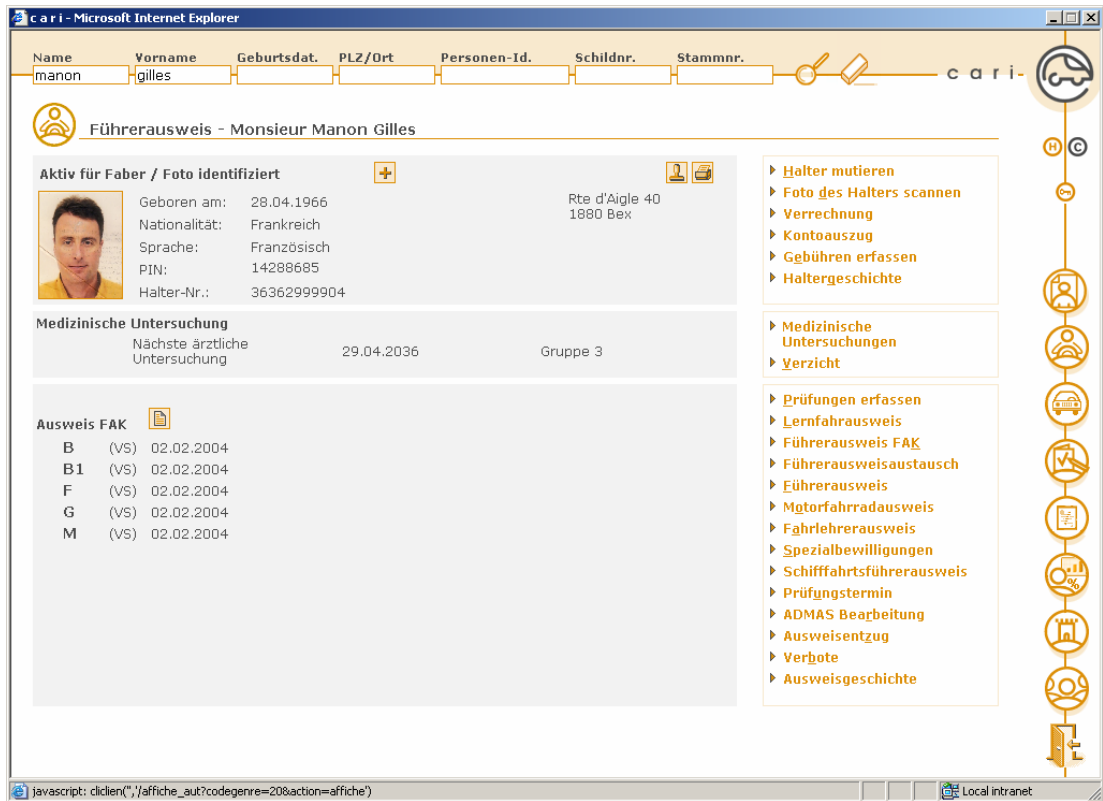 c a r i - Microsoft Internet Explorer
Name Vorname Geburtsdat. PLZ/Ort Personen-Id. Schildnr. Stammnr.
manon gilles
c a r i -
Führerausweis - Monsieur Manon Gilles
H C
Aktiv für Faber / Foto identifiziert
Geboren am: 28.04.1966
Nationalität: Frankreich
Sprache: Französisch
PIN: 14288685
Halter-Nr.: 36362999904
Rte d'Aigle 40
1880 Bex
Halter mutieren
Foto des Halters scannen
Verrechnung
Kontoauszug
Gebühren erfassen
Haltergeschichte
Medizinische Untersuchung
Nächste ärztliche
Untersuchung
29.04.2036
Gruppe 3
Medizinische
Untersuchungen
Verzicht
Ausweis FAK
B (VS) 02.02.2004
B1 (VS) 02.02.2004
F (VS) 02.02.2004
G (VS) 02.02.2004
M (VS) 02.02.2004
Prüfungen erfassen
Lernfahrausweis
Führerausweis FAK
Führerausweisaustausch
Führerausweis
Motorfahrradausweis
Fahrlehrerausweis
Spezialbewilligungen
Schifffahrtsführerausweis
Prüfungstermin
ADMAS Bearbeitung
Ausweisentzug
Verbote
Ausweisgeschichte
%
javascript: cliclien('','/affiche_aut?codegenre=20&action=affiche')
Local intranet